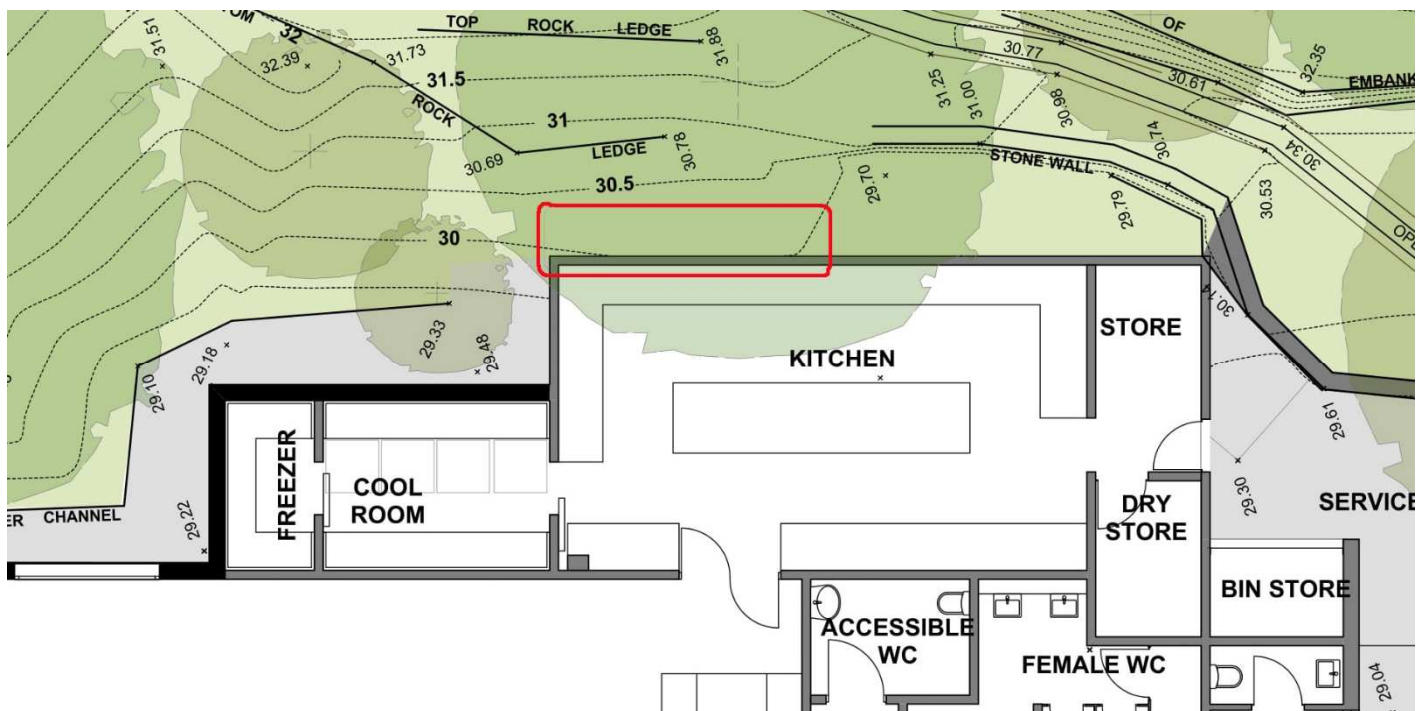 TOM
32
31.51
32.39
31.73
TOP ROCK LEDGE
31.88
31.5
ROCK
31
LEDGE
30.69
30.78
30.5
30
31.25
31.00
30.77
30.98
OF
30.61
32.35
EMBANK
30.74
30.34
30.53
STONE WALL
29.70
29.79
OPE
30.14
29.10
29.18
29.33
29.48
29.22
ER CHANNEL
FREEZER
COOL
ROOM
KITCHEN
STORE
DRY
STORE
29.61
29.30
SERVICE
BIN STORE
ACCESSIBLE
WC
FEMALE WC
29.04